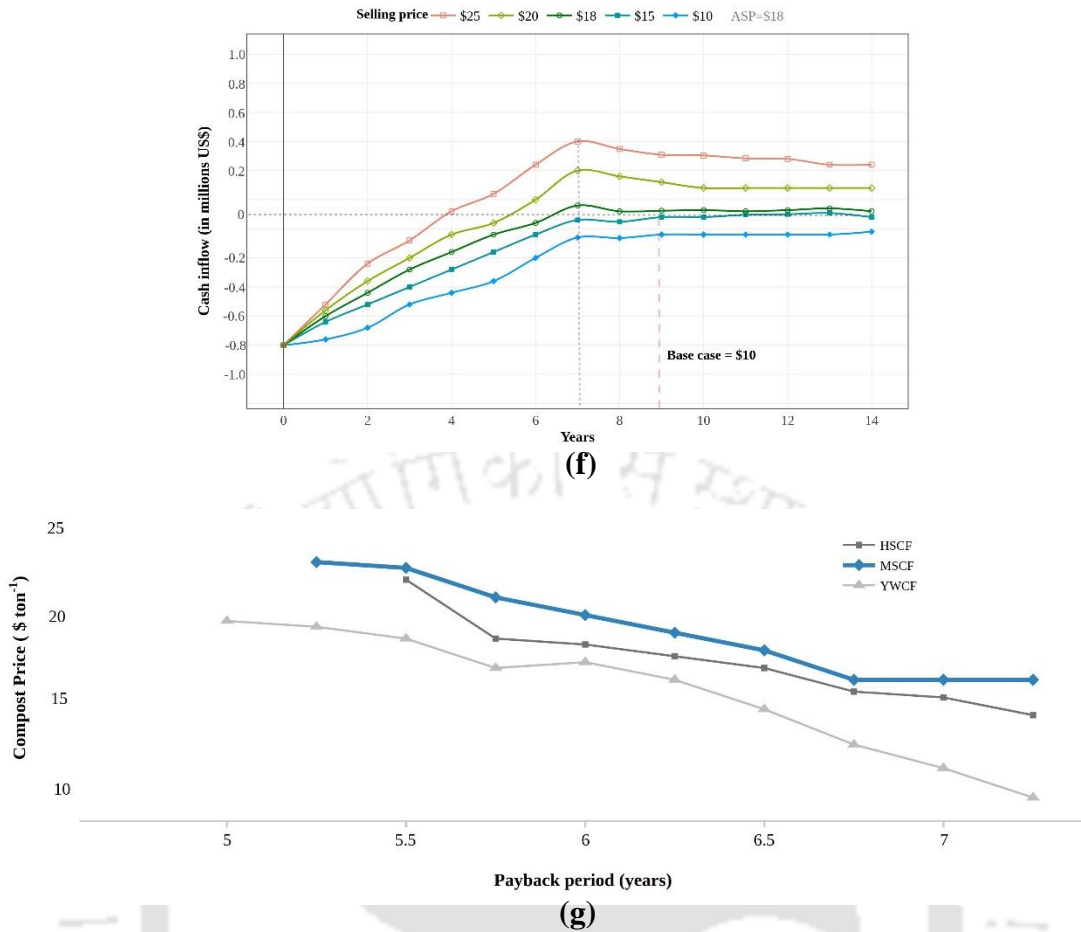 Selling price $25 $20 $18 $15 $10 ASP=$18
1.0
0.8
0.6
0.4
0.2
0
-0.2
-0.4
-0.6
-0.8
-1.0
Cash inflow (in millions US$)
Base case = $10
0 2 4 6 8 10 12 14
Years
(f)
25
20
15
10
Compost Price ( $ ton-1)
HSCF
MSCF
YWCF
5 5.5 6 6.5 7
Payback period (years)
(g)